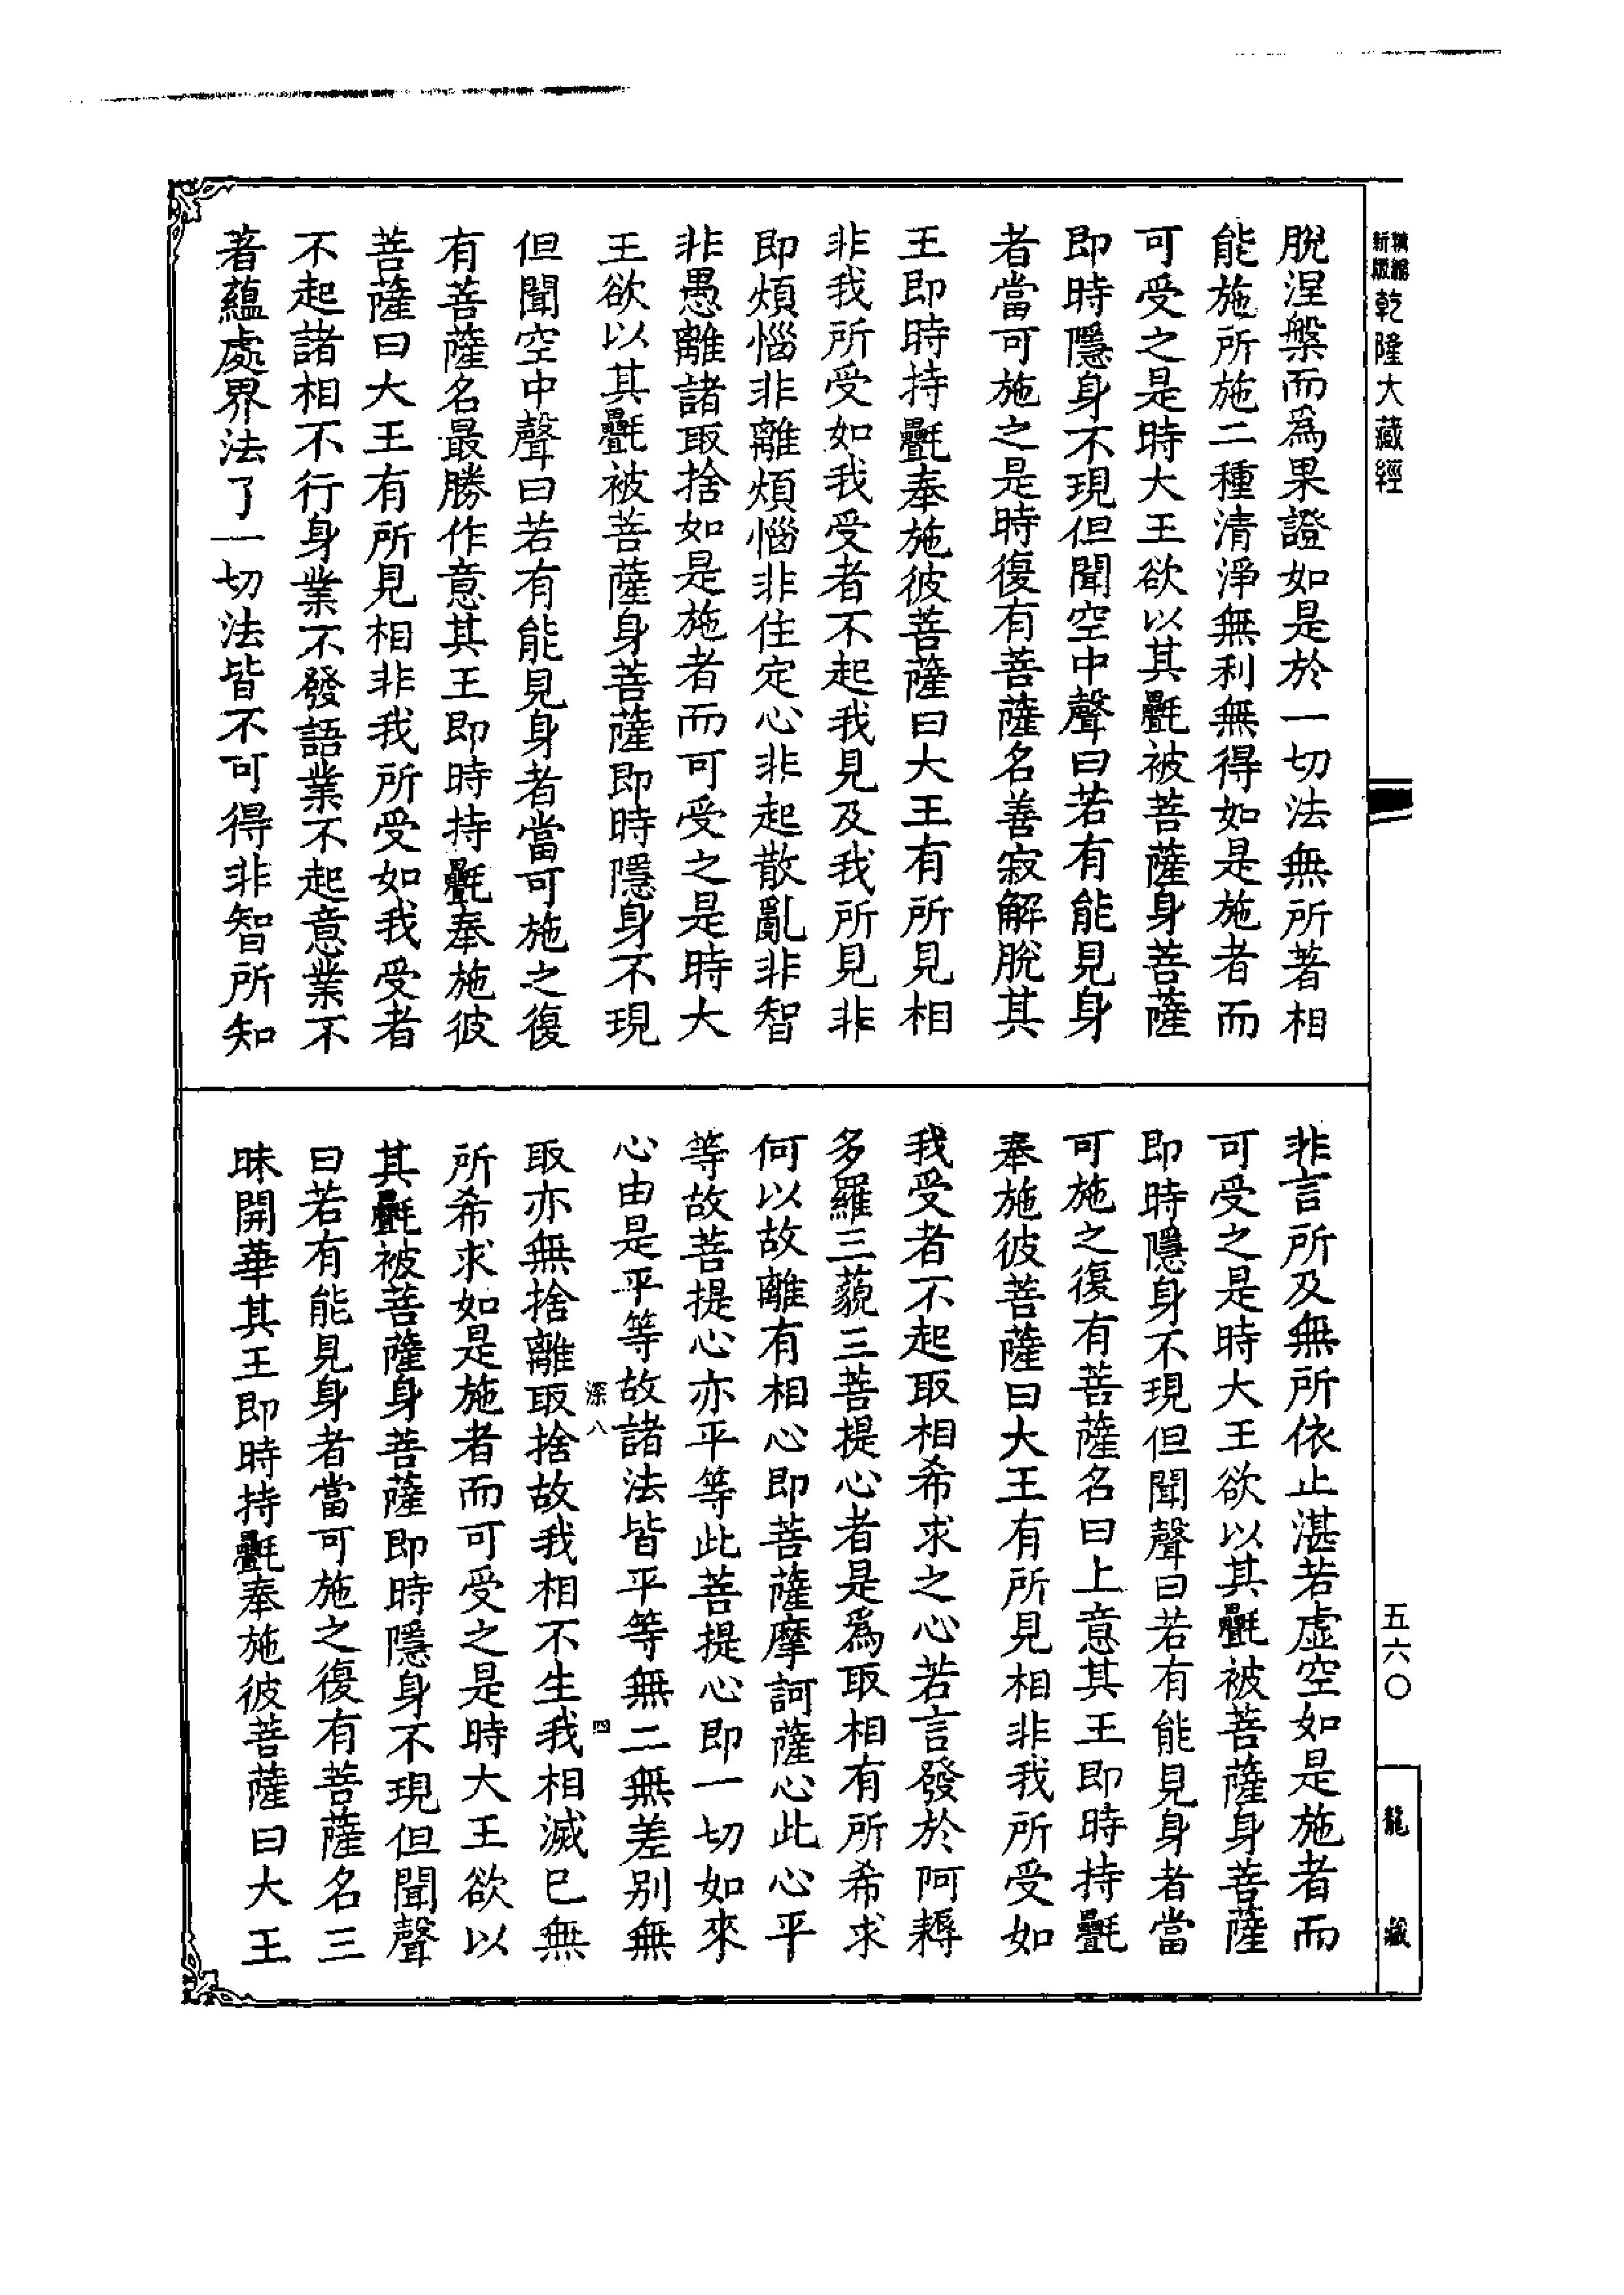 精縮新版
乾隆大藏經
脫涅槃而爲果證如是於一切法無所著相
能施所施二種清淨無利無得如是施者而
可受之是時大王欲以其㲲被菩薩身菩薩
即時隱身不現但聞空中聲曰若有能見身
者當可施之是時復有菩薩名善寂解脫其
王即時持㲲奉施彼菩薩曰大王有所見相
非我所受如我受者不起我見及我所見非
即煩惱非離煩惱非住定心非起散亂非智
非愚離諸取捨如是施者而可受之是時大
王欲以其㲲被菩薩身菩薩即時隱身不現
但聞空中聲曰若有能見身者當可施之復
有菩薩名最勝作意其王即時持㲲奉施彼
菩薩曰大王有所見相非我所受如我受者
不起諸相不行身業不發語業不起意業不
著蘊處界法了一切法皆不可得非智所知
非言所及無所依止湛若虛空如是施者而
可受之是時大王欲以其㲲被菩薩身菩薩
即時隱身不現但聞聲曰若有能見身者當
可施之復有菩薩名曰上意其王即時持㲲
奉施彼菩薩曰大王有所見相非我所受如
我受者不起取相希求之心若言發於阿耨
多羅三藐三菩提心者是爲取相有所希求
何以故離有相心即菩薩摩訶薩心此心平
等故菩提心亦平等此菩提心即一切如來
心由是平等故諸法皆平等無二無差別無
深八
四
取亦無捨離取捨故我相不生我相滅已無
所希求如是施者而可受之是時大王欲以
其㲲被菩薩身菩薩即時隱身不現但聞聲
曰若有能見身者當可施之復有菩薩名三
昧開華其王即時持㲲奉施彼菩薩曰大王
五六〇
龍藏